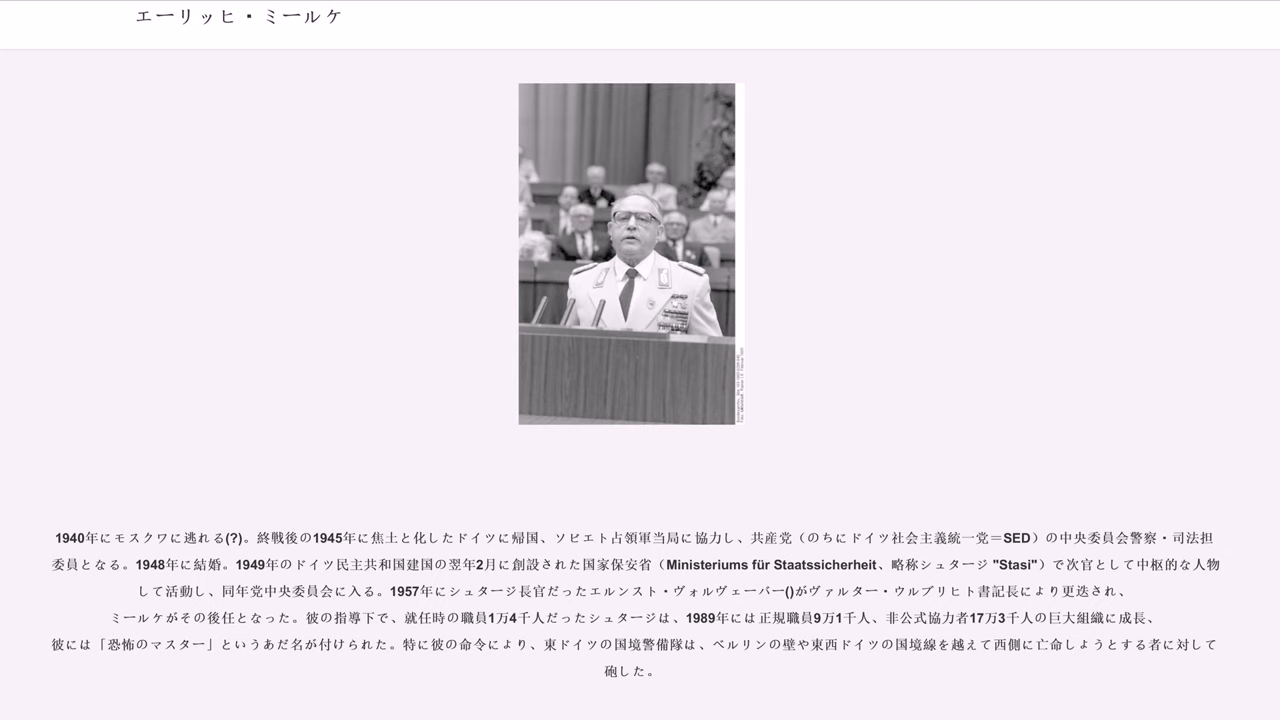 エーリッヒ・ミールケ
1940年にモスクワに逃れる(?)。終戦後の1945年に焦土と化したドイツに帰国、ソビエト占領軍当局に協力し、共産党（のちにドイツ社会主義統一党＝SED）の中央委員会警察・司法担
委員となる。1948年に結婚。1949年のドイツ民主共和国建国の翌年2月に創設された国家保安省（Ministeriums für Staatssicherheit、略称シュタージ "Stasi"）で次官として中枢的な人物
して活動し、同年党中央委員会に入る。1957年にシュタージ長官だったエルンスト・ヴォルヴェーバー()がヴァルター・ウルブリヒト書記長により更迭され、
ミールケがその後任となった。彼の指導下で、就任時の職員1万4千人だったシュタージは、1989年には正規職員9万1千人、非公式協力者17万3千人の巨大組織に成長、
彼には「恐怖のマスター」というあだ名が付けられた。特に彼の命令により、東ドイツの国境警備隊は、ベルリンの壁や東西ドイツの国境線を越えて西側に亡命しようとする者に対して
砲した。